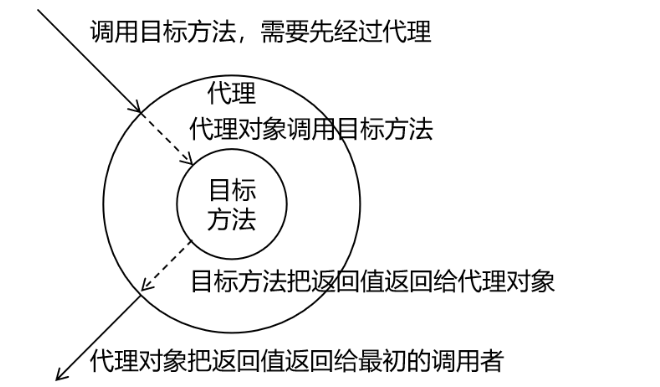 调用目标方法，需要先经过代理
代理
代理对象调用目标方法
目标
方法
目标方法把返回值返回给代理对象
代理对象把返回值返回给最初的调用者